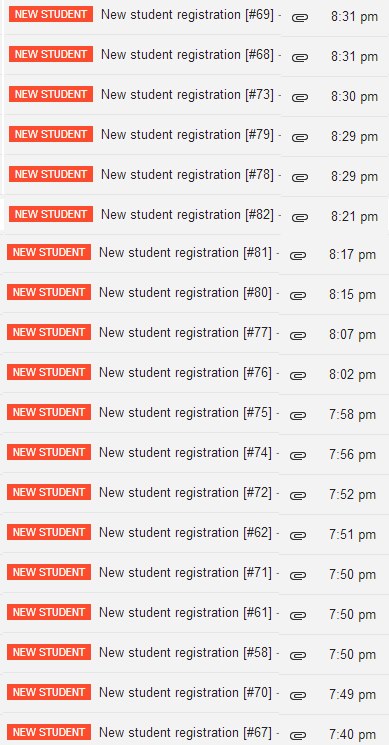 NEW STUDENT New student registration [#69] - 8:31 pm
NEW STUDENT New student registration [#68] - 8:31 pm
NEW STUDENT New student registration [#73] - 8:30 pm
NEW STUDENT New student registration [#79] - 8:29 pm
NEW STUDENT New student registration [#78] - 8:29 pm
NEW STUDENT New student registration [#82] - 8:21 pm
NEW STUDENT New student registration [#81] - 8:17 pm
NEW STUDENT New student registration [#80] - 8:15 pm
NEW STUDENT New student registration [#77] - 8:07 pm
NEW STUDENT New student registration [#76] - 8:02 pm
NEW STUDENT New student registration [#75] - 7:58 pm
NEW STUDENT New student registration [#74] - 7:56 pm
NEW STUDENT New student registration [#72] - 7:52 pm
NEW STUDENT New student registration [#62] - 7:51 pm
NEW STUDENT New student registration [#71] - 7:50 pm
NEW STUDENT New student registration [#61] - 7:50 pm
NEW STUDENT New student registration [#58] - 7:50 pm
NEW STUDENT New student registration [#70] - 7:49 pm
NEW STUDENT New student registration [#67] - 7:40 pm